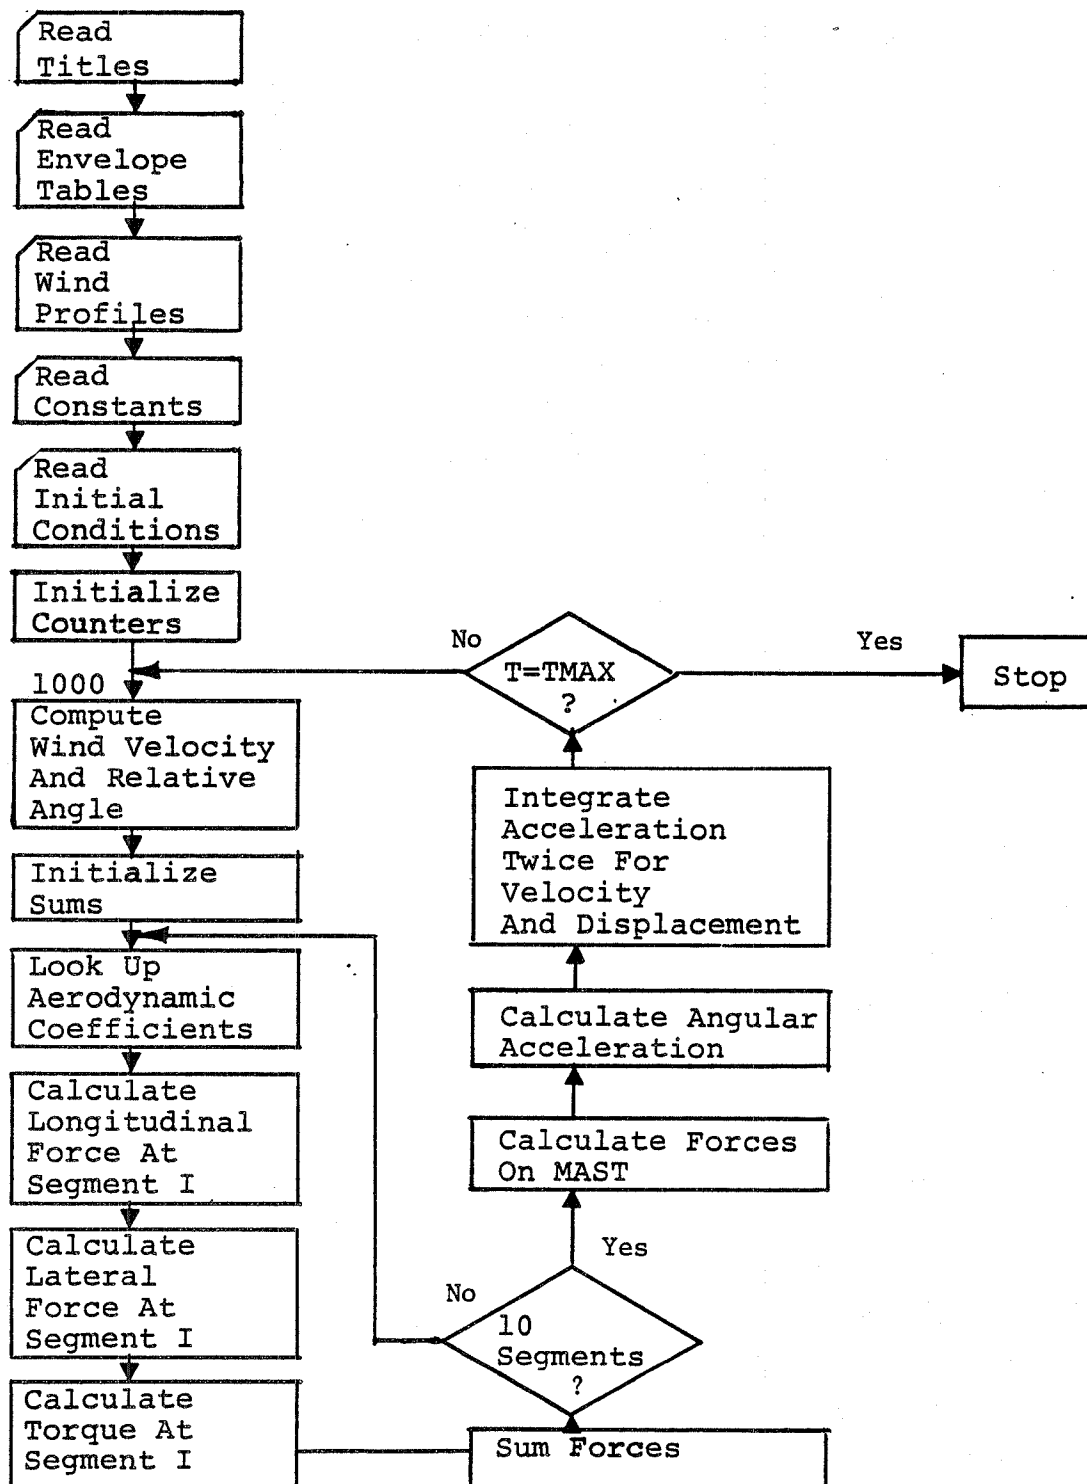 Read
Titles
Read
Envelope
Tables
Read
Wind
Profiles
Read
Constants
Read
Initial
Conditions
Initialize
Counters
1000
Compute
Wind Velocity
And Relative
Angle
Initialize
Sums
Look Up
Aerodynamic
Coefficients
Calculate
Longitudinal
Force At
Segment I
Calculate
Lateral
Force At
Segment I
Calculate
Torque At
Segment I
Sum Forces
10
Segments
?
No
Yes
Calculate Forces
On MAST
Calculate Angular
Acceleration
Integrate
Acceleration
Twice For
Velocity
And Displacement
T=TMAX
?
No
Yes
Stop